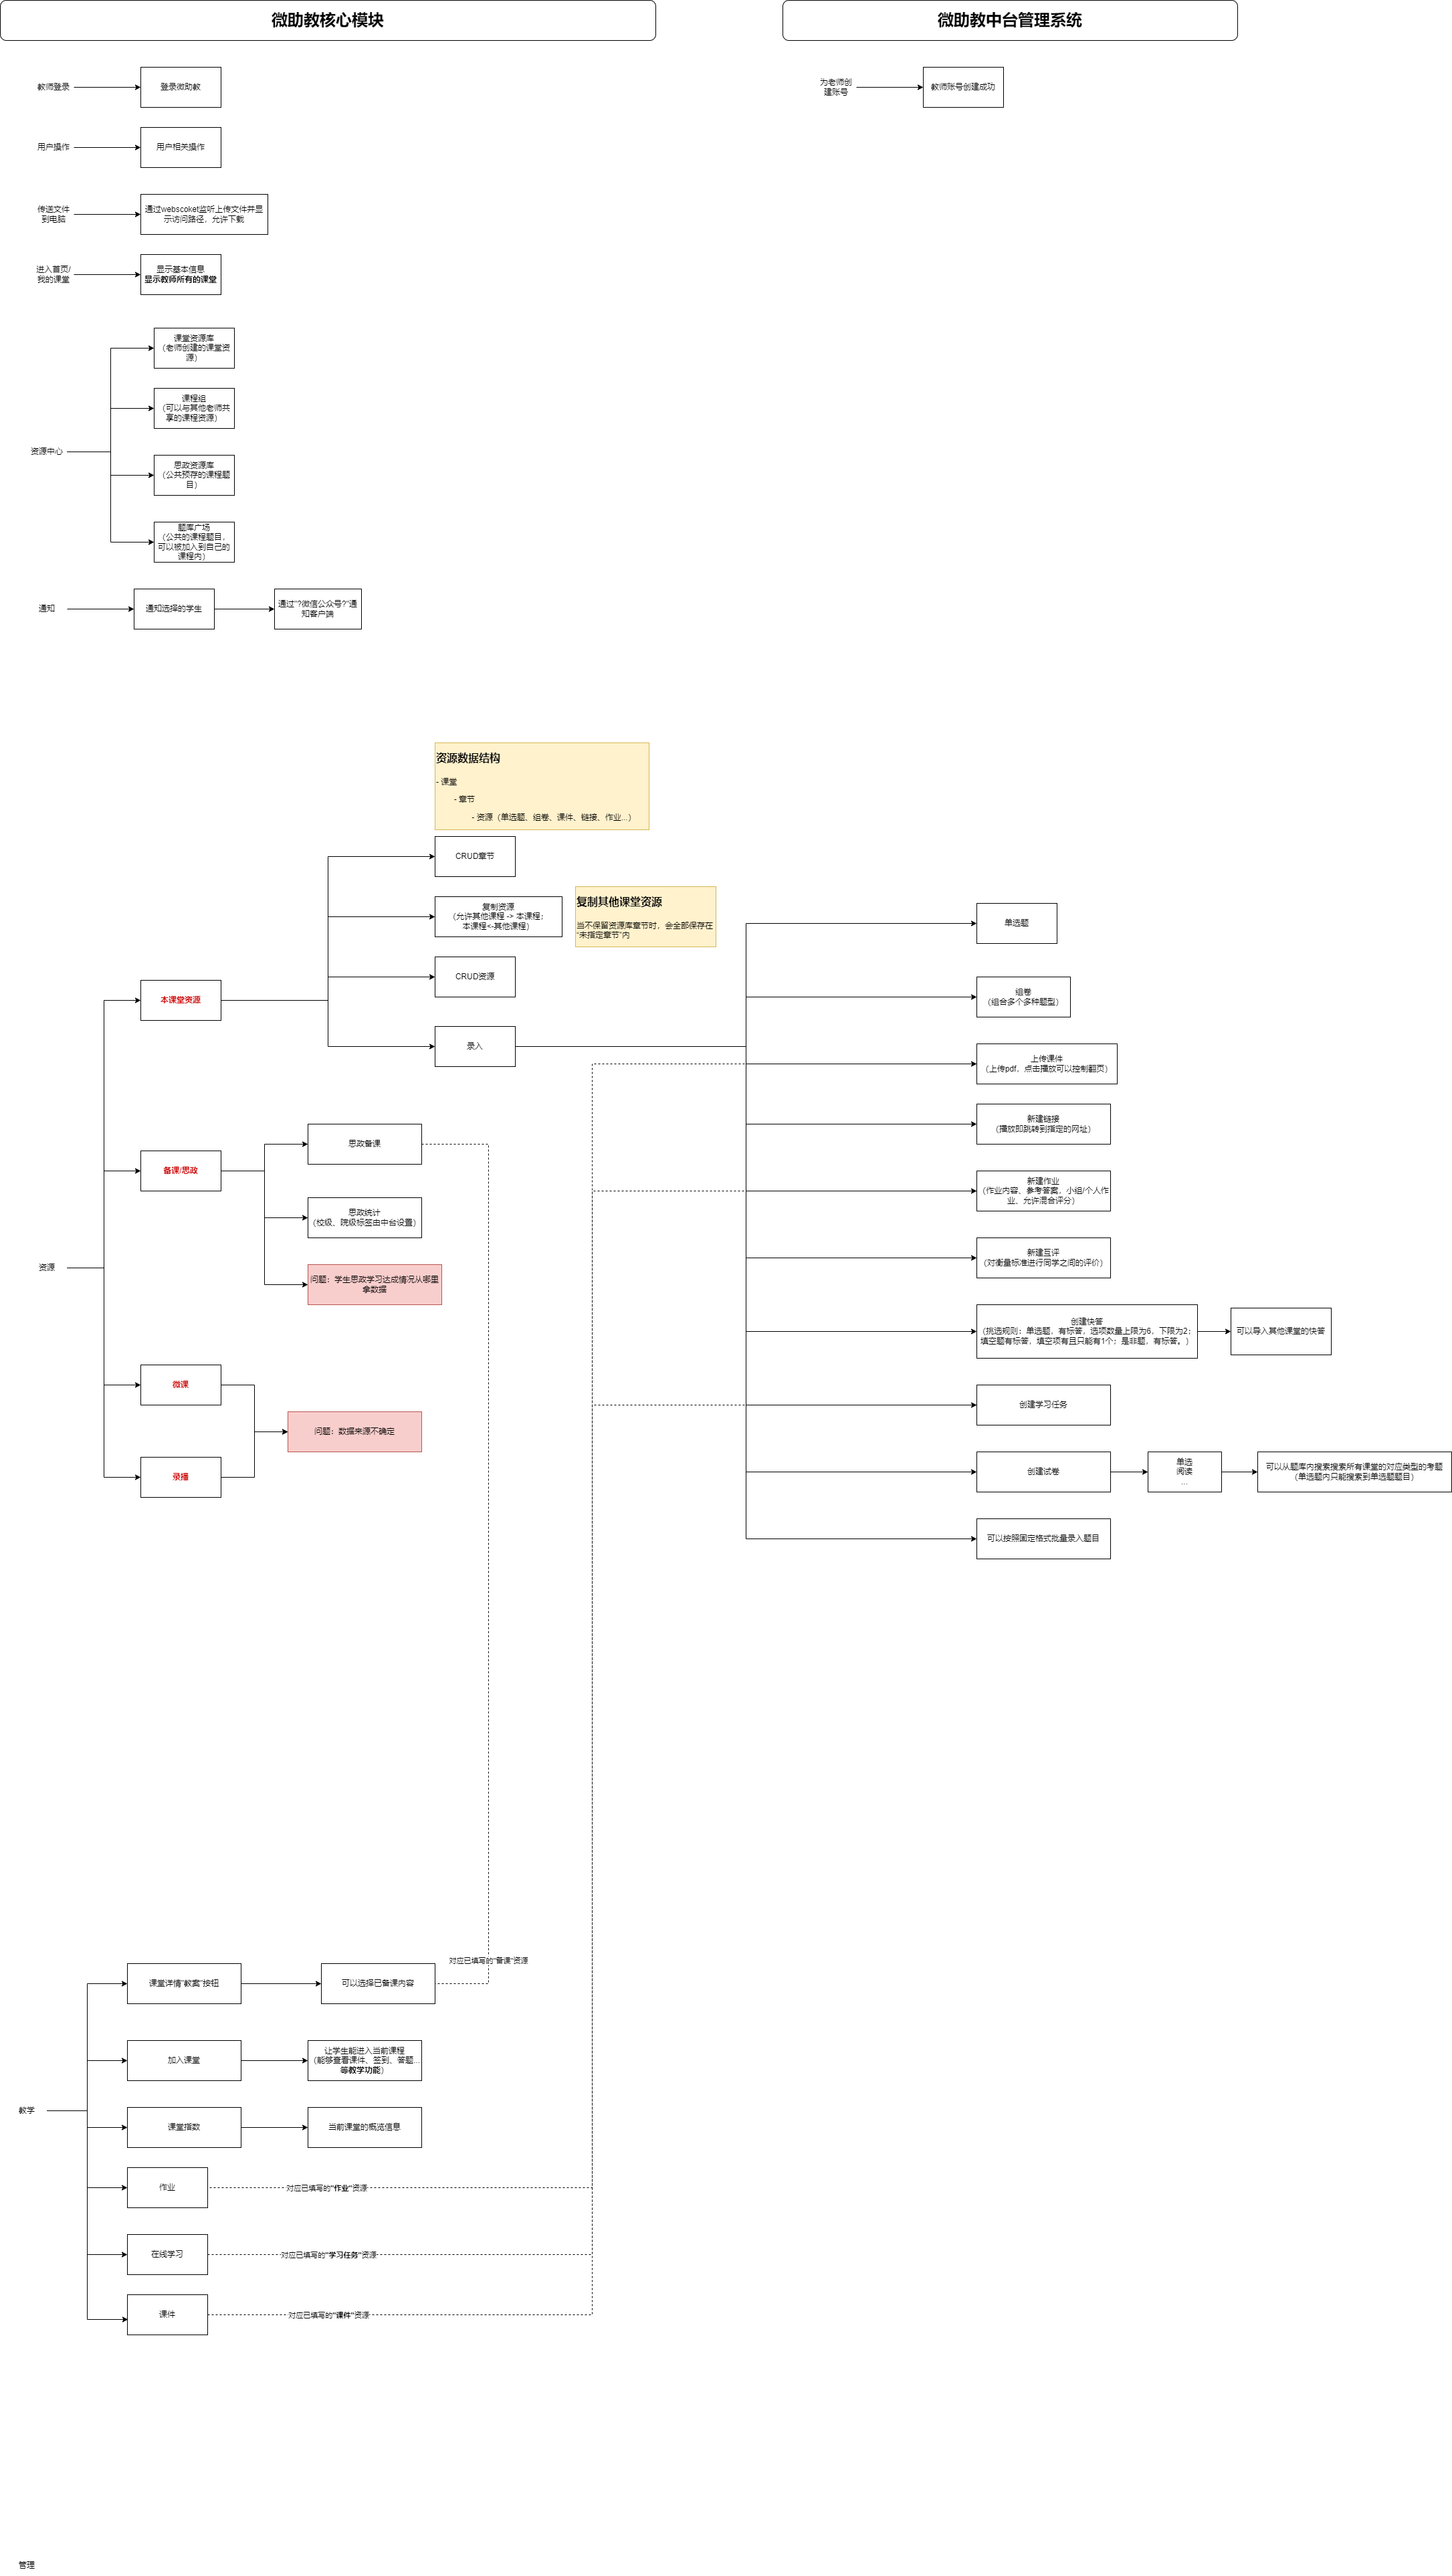 微助教核心模块
微助教中台管理系统
教师登录
登录微助教
为老师创
建账号
教师账号创建成功
用户操作
用户相关操作
传送文件
到电脑
通过webscoket监听上传文件并显
示访问路径，允许下载
进入首页/
我的课堂
显示基本信息
显示教师所有的课堂
资源中心
课堂资源库
（老师创建的课堂资
源）
课程组
（可以与其他老师共
享的课程资源）
思政资源库
（公共预存的课程题
目）
题库广场
（公共的课程题目，
可以被加入到自己的
课程内）
通知
通知选择的学生
通过"?微信公众号?"通
知客户端
资源数据结构
- 课堂
- 章节
- 资源（单选题、组卷、课件、链接、作业...）
CRUD章节
复制资源
（允许其他课程 -> 本课程；
本课程<-其他课程）
复制其他课堂资源
当不保留资源库章节时，会全部保存在
"未指定章节"内
CRUD资源
录入
资源
本课堂资源
备课/思政
思政备课
思政统计
（校级、院级标签由中台设置）
问题：学生思政学习达成情况从哪里
拿数据
微课
录播
问题：数据来源不确定
单选题
组卷
（组合多个多种题型）
上传课件
（上传pdf，点击播放可以控制翻页）
新建链接
（播放即跳转到指定的网址）
新建作业
（作业内容、参考答案，小组/个人作
业、允许混合评分）
新建互评
（对衡量标准进行同学之间的评价）
创建快答
（挑选规则：单选题，有标答，选项数量上限为6，下限为2；
填空题有标答，填空项有且只能有1个；是非题，有标答。）
可以导入其他课堂的快答
创建学习任务
创建试卷
单选
阅读
...
可以从题库内搜索搜索所有课堂的对应类型的考题
（单选题内只能搜索到单选题题目）
可以按照固定格式批量录入题目
教学
课堂详情"教案"按钮
可以选择已备课内容
对应已填写的"备课"资源
加入课堂
让学生能进入当前课程
（能够查看课件、签到、答题...
等教学功能）
课堂指数
当前课堂的概览信息
作业
对应已填写的"作业"资源
在线学习
对应已填写的"学习任务"资源
课件
对应已填写的"课件"资源
管理